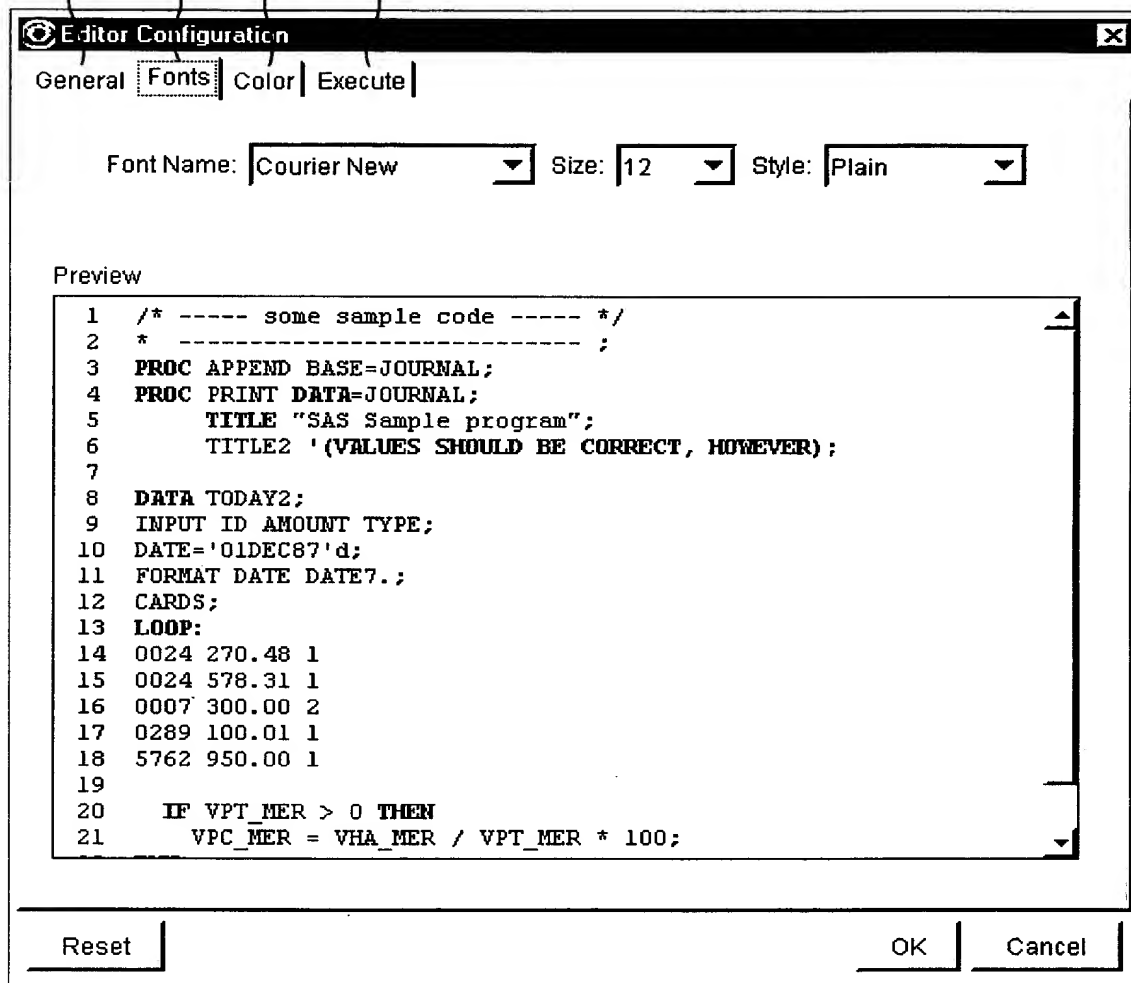 Editor Configuration
General Fonts Color Execute
Font Name: Courier New Size: 12 Style: Plain
Preview
1 /* ----- some sample code ----- */
2 * ---------------------------- ;
3 PROC APPEND BASE=JOURNAL;
4 PROC PRINT DATA=JOURNAL;
5 TITLE "SAS Sample program";
6 TITLE2 '(VALUES SHOULD BE CORRECT, HOWEVER);
7
8 DATA TODAY2;
9 INPUT ID AMOUNT TYPE;
10 DATE='01DEC87'd;
11 FORMAT DATE DATE7.;
12 CARDS;
13 LOOP:
14 0024 270.48 1
15 0024 578.31 1
16 0007 300.00 2
17 0289 100.01 1
18 5762 950.00 1
19
20 IF VPT_MER > 0 THEN
21 VPC_MER = VHA_MER / VPT_MER * 100;
Reset OK Cancel